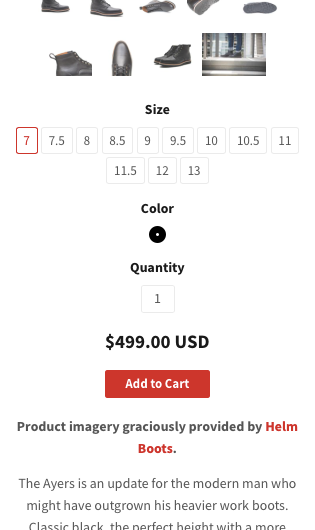 Size
7 7.5 8 8.5 9 9.5 10 10.5 11
11.5 12 13
Color
Quantity
1
$499.00 USD
Add to Cart
Product imagery graciously provided by Helm
Boots.
The Ayers is an update for the modern man who
might have outgrown his heavier work boots.
Classic black, the perfect height with a more